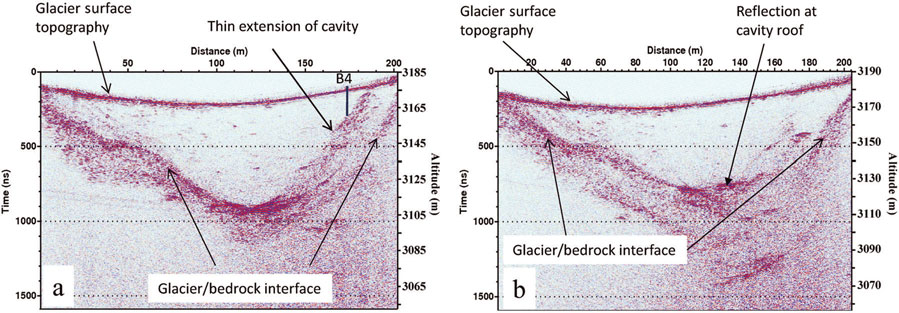 Glacier surface
topography
Thin extension of cavity
Distance (m)
50
100
150
200
B4
0
500
1000
1500
Time (ns)
3185
3165
3145
3125
3105
3085
3065
Altitude (m)
Glacier/bedrock interface
a
Glacier surface
topography
Reflection at
cavity roof
Distance (m)
20 40 60 80 100 120 140 160 180 200
0
500
1000
1500
Time (ns)
3190
3170
3150
3130
3110
3090
3070
Altitude (m)
Glacier/bedrock interface
b